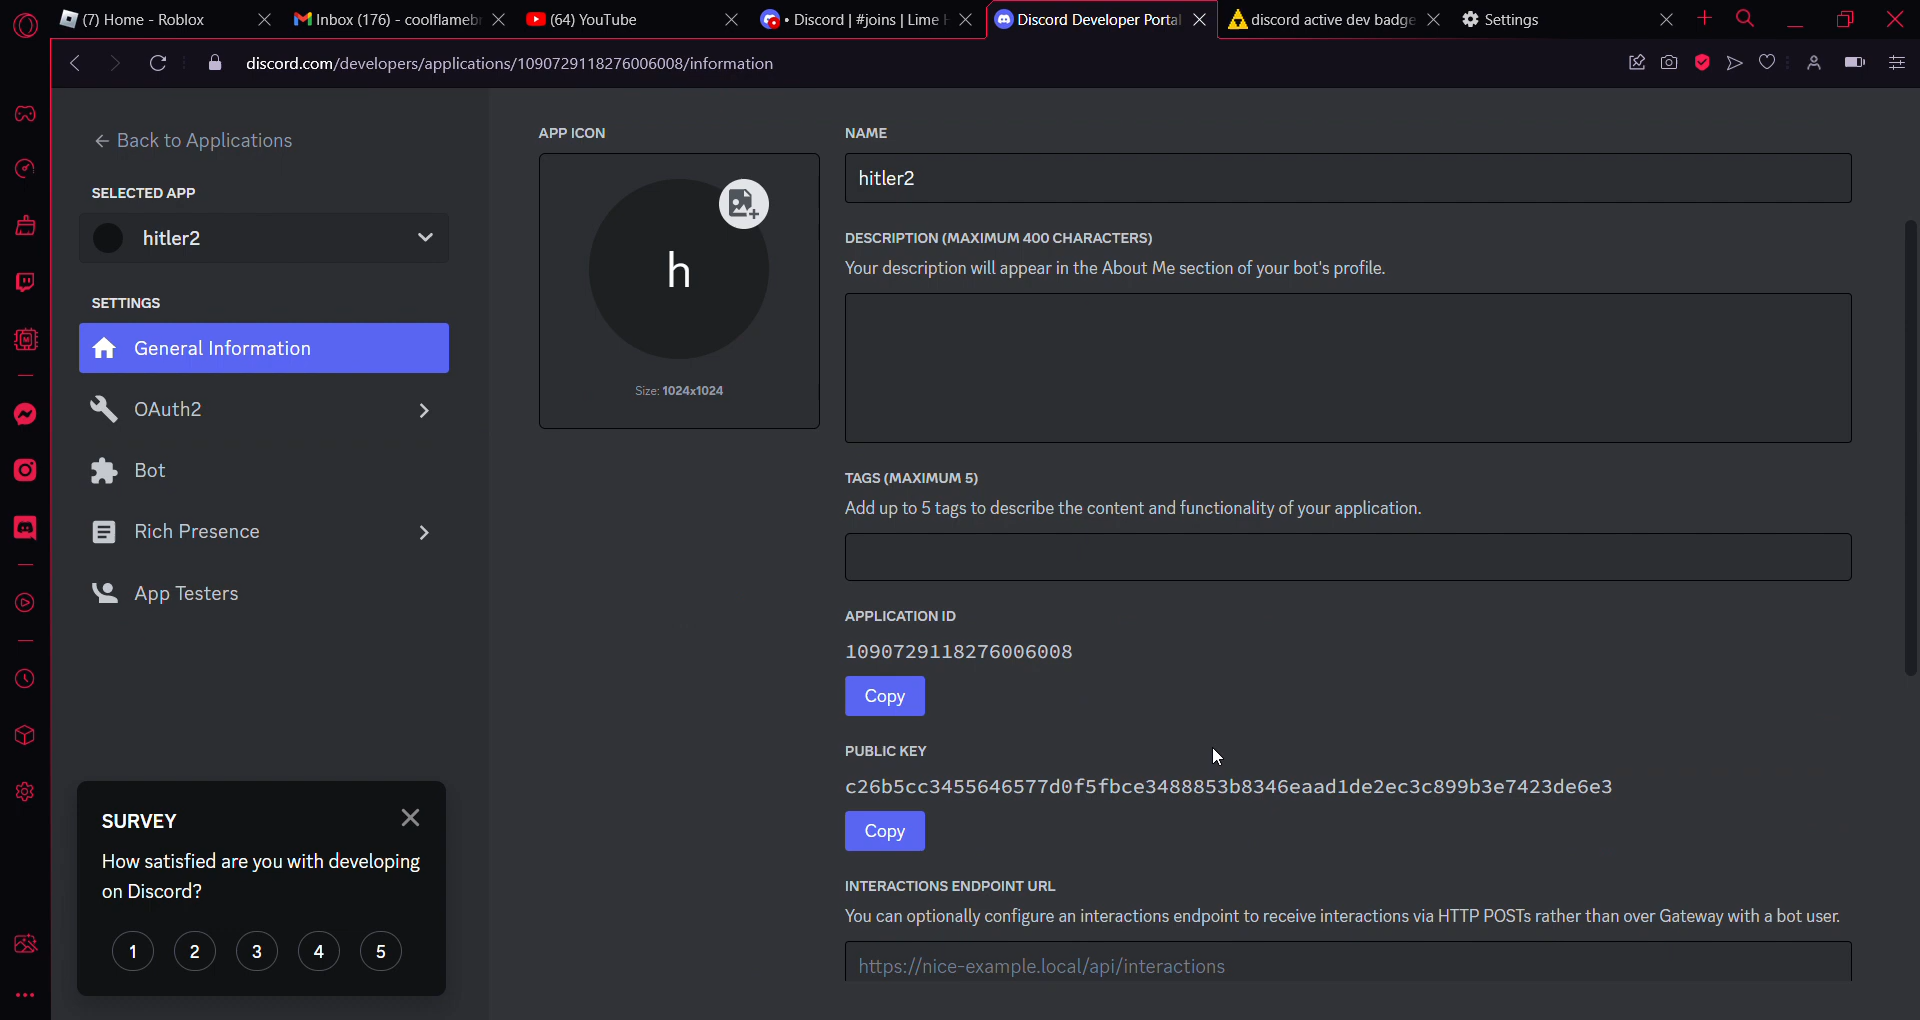 (7) Home - Roblox
Inbox (176) - coolflameb
(64) YouTube
• Discord | #joins | Lime
Discord Developer Porta
discord active dev badge
Settings
discord.com/developers/applications/1090729118276006008/information
← Back to Applications
SELECTED APP
hitler2
SETTINGS
General Information
OAuth2
Bot
Rich Presence
App Testers
SURVEY
How satisfied are you with developing
on Discord?
1 2 3 4 5
APP ICON
h
Size: 1024x1024
NAME
hitler2
DESCRIPTION (MAXIMUM 400 CHARACTERS)
Your description will appear in the About Me section of your bot's profile.
TAGS (MAXIMUM 5)
Add up to 5 tags to describe the content and functionality of your application.
APPLICATION ID
1090729118276006008
Copy
PUBLIC KEY
c26b5cc3455646577d0f5fbce3488853b8346eaad1de2ec3c899b3e7423de6e3
Copy
INTERACTIONS ENDPOINT URL
You can optionally configure an interactions endpoint to receive interactions via HTTP POSTs rather than over Gateway with a bot user.
https://nice-example.local/api/interactions